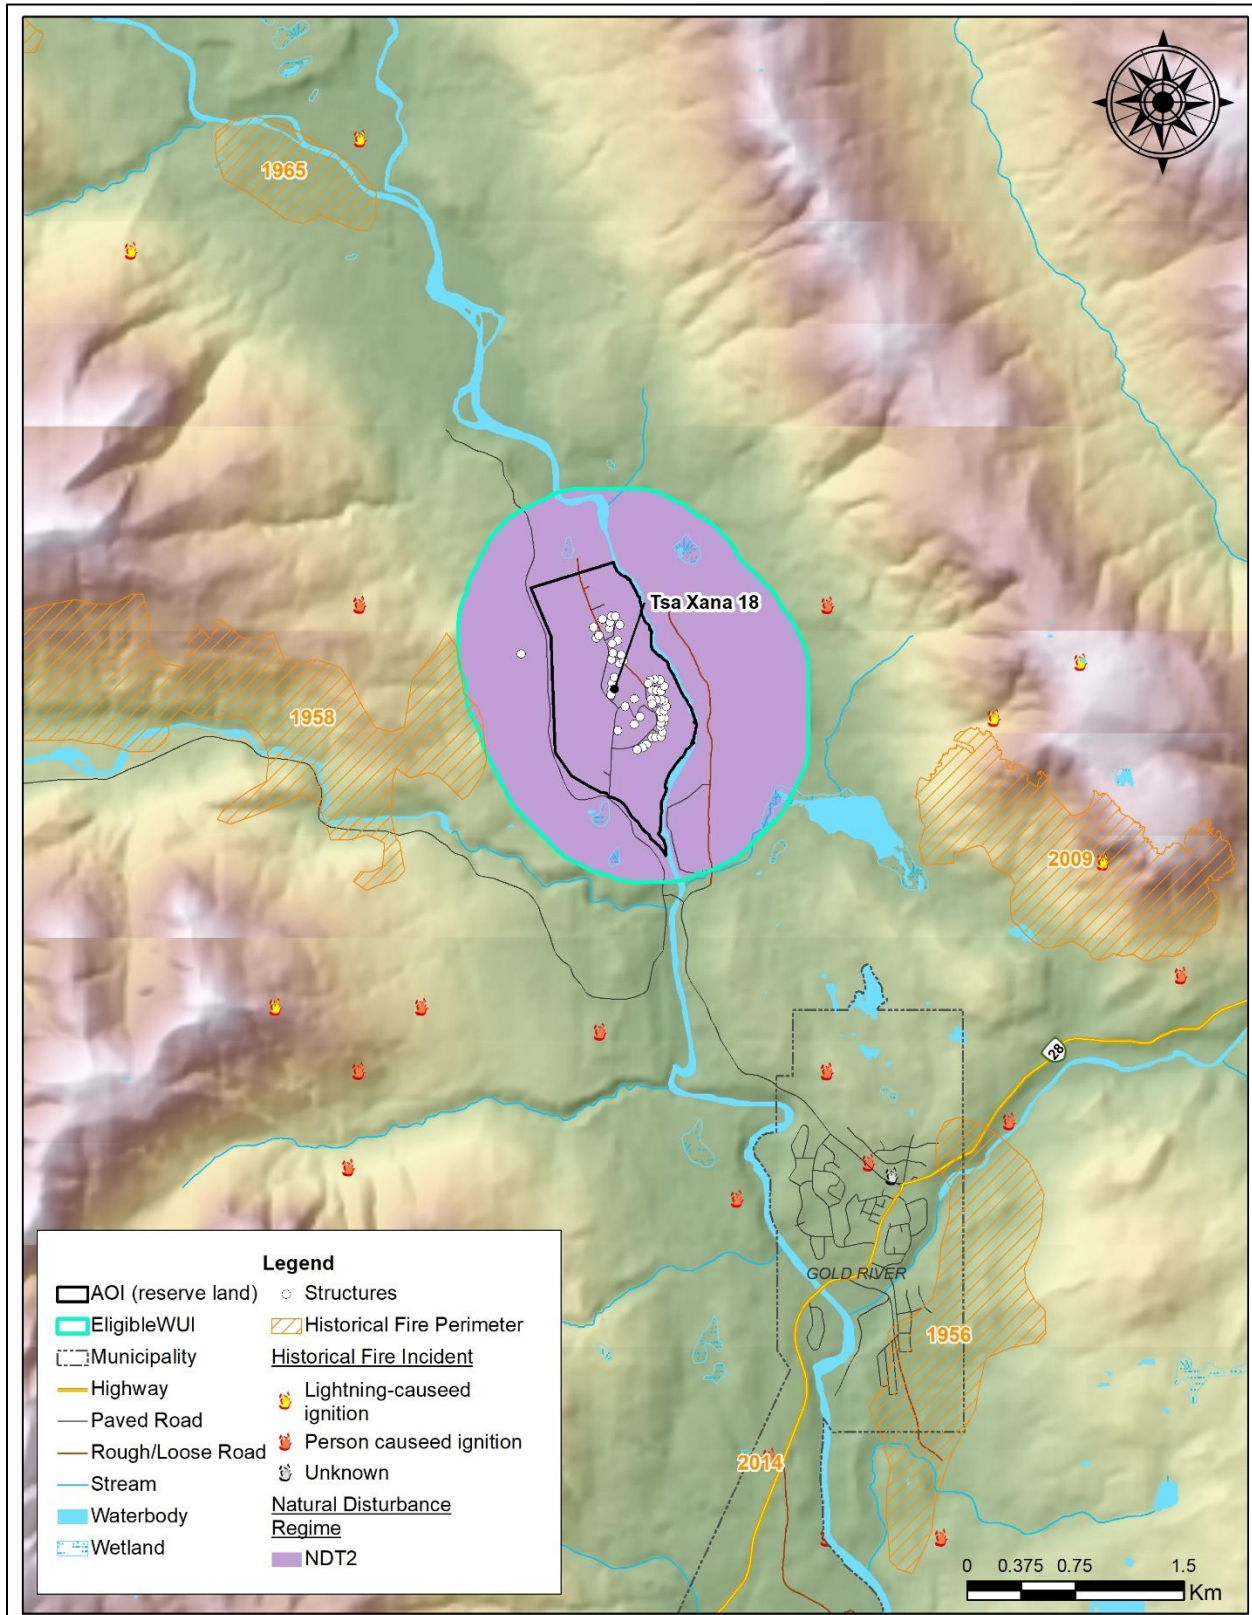 1965
Tsa Xana 18
1958
2009
28
GOLD RIVER
1956
2014
Legend
AOI (reserve land)
EligibleWUI
Municipality
Highway
Paved Road
Rough/Loose Road
Stream
Waterbody
Wetland
Structures
Historical Fire Perimeter
Historical Fire Incident
Lightning-causeed
ignition
Person causeed ignition
Unknown
Natural Disturbance
Regime
NDT2
0 0.375 0.75 1.5
Km